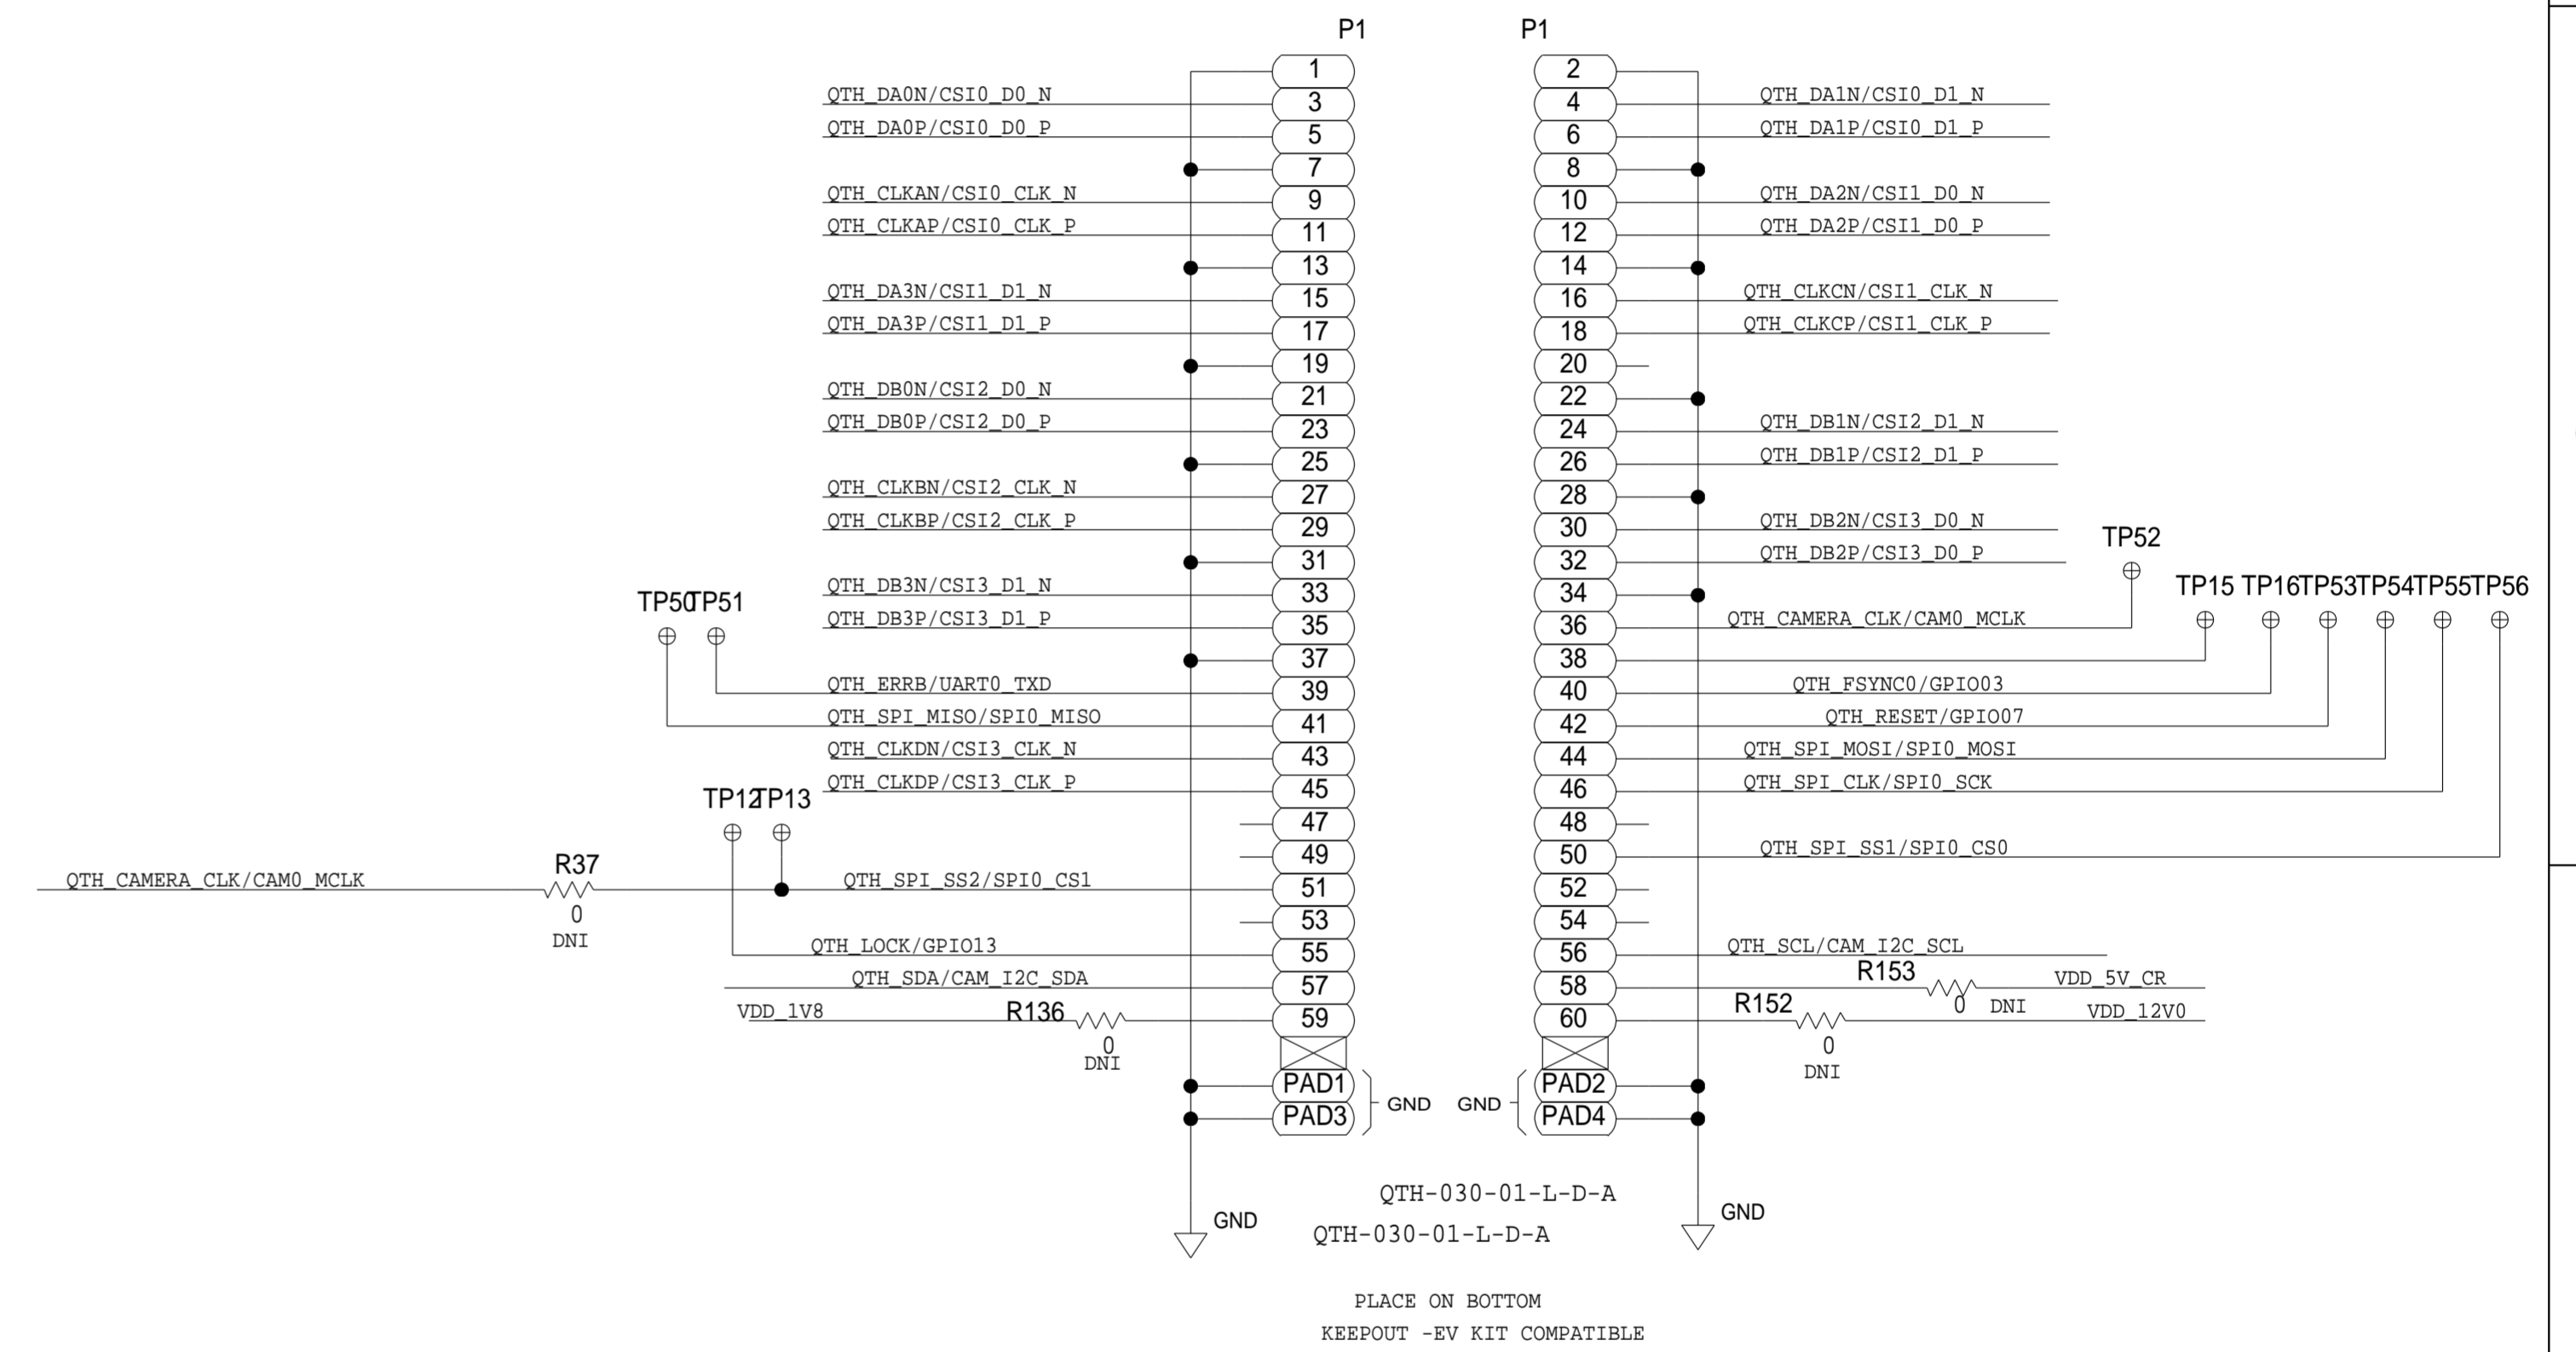 P1 P1
1 2
QTH_DA0N/CSI0_D0_N 3 4 QTH_DA1N/CSI0_D1_N
QTH_DA0P/CSI0_D0_P 5 6 QTH_DA1P/CSI0_D1_P
7 8
QTH_CLKAN/CSI0_CLK_N 9 10 QTH_DA2N/CSI1_D0_N
QTH_CLKAP/CSI0_CLK_P 11 12 QTH_DA2P/CSI1_D0_P
13 14
QTH_DA3N/CSI1_D1_N 15 16 QTH_CLKCN/CSI1_CLK_N
QTH_DA3P/CSI1_D1_P 17 18 QTH_CLKCP/CSI1_CLK_P
19 20
QTH_DB0N/CSI2_D0_N 21 22
QTH_DB0P/CSI2_D0_P 23 24 QTH_DB1N/CSI2_D1_N
25 26 QTH_DB1P/CSI2_D1_P
QTH_CLKBN/CSI2_CLK_N 27 28
QTH_CLKBP/CSI2_CLK_P 29 30 QTH_DB2N/CSI3_D0_N
TP52
31 32 QTH_DB2P/CSI3_D0_P
QTH_DB3N/CSI3_D1_N 33 34 TP15 TP16 TP53 TP54 TP55 TP56
TP50 TP51
QTH_DB3P/CSI3_D1_P 35 36 QTH_CAMERA_CLK/CAM0_MCLK
37 38
QTH_ERRB/UART0_TXD 39 40 QTH_FSYNC0/GPIO03
QTH_SPI_MISO/SPI0_MISO 41 42 QTH_RESET/GPIO07
QTH_CLKDN/CSI3_CLK_N 43 44 QTH_SPI_MOSI/SPI0_MOSI
QTH_CLKDP/CSI3_CLK_P 45 46 QTH_SPI_CLK/SPI0_SCK
TP12 TP13
47 48
49 50 QTH_SPI_SS1/SPI0_CS0
R37
QTH_CAMERA_CLK/CAM0_MCLK QTH_SPI_SS2/SPI0_CS1 51 52
0
DNI
53 54
QTH_LOCK/GPIO13 55 56 QTH_SCL/CAM_I2C_SCL
QTH_SDA/CAM_I2C_SDA 57 58 R153 VDD_5V_CR
0 DNI
VDD_1V8 R136 59 60 R152 VDD_12V0
0 0
DNI DNI
PAD1 PAD2
GND GND
PAD3 PAD4
QTH-030-01-L-D-A
GND GND
QTH-030-01-L-D-A
PLACE ON BOTTOM
KEEPOUT -EV KIT COMPATIBLE